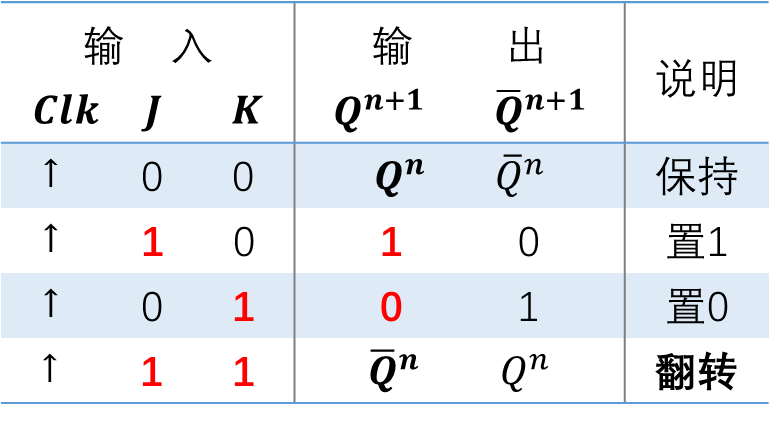 输 入 输 出 说明
Clk J K Qⁿ⁺¹ Q̅ⁿ⁺¹
↑ 0 0 Qⁿ Q̅ⁿ 保持
↑ 1 0 1 0 置1
↑ 0 1 0 1 置0
↑ 1 1 Q̅ⁿ Qⁿ 翻转